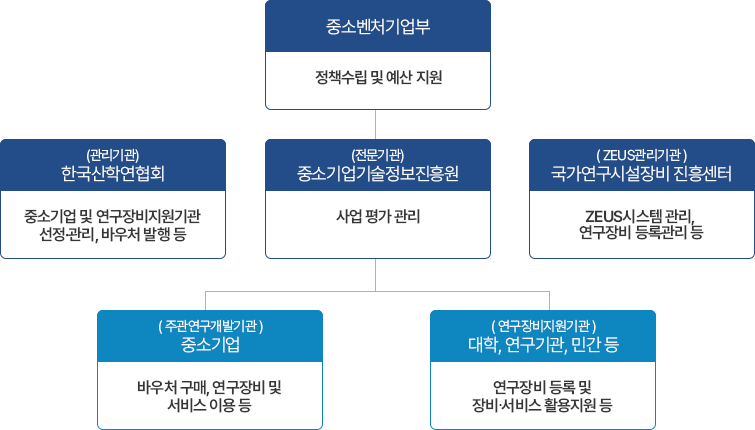 중소벤처기업부
정책수립 및 예산 지원
(관리기관)
한국산학연협회
중소기업 및 연구장비지원기관
선정·관리, 바우처 발행 등
(전문기관)
중소기업기술정보진흥원
사업 평가 관리
( ZEUS관리기관 )
국가연구시설장비 진흥센터
ZEUS시스템 관리,
연구장비 등록관리 등
( 주관연구개발기관 )
중소기업
바우처 구매, 연구장비 및
서비스 이용 등
( 연구장비지원기관 )
대학, 연구기관, 민간 등
연구장비 등록 및
장비·서비스 활용지원 등